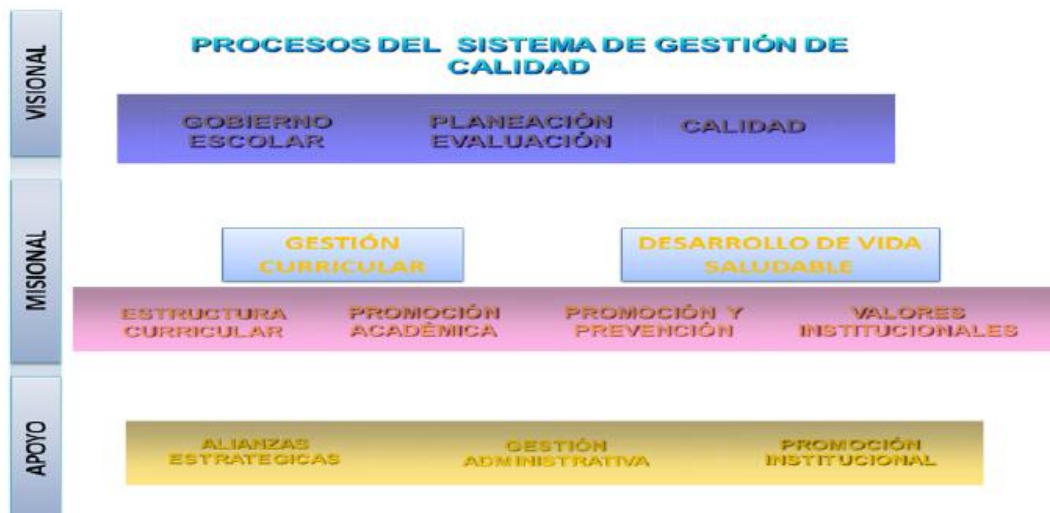 PROCESOS DEL SISTEMA DE GESTIÓN DE
CALIDAD
VISIONAL
GOBIERNO
ESCOLAR
PLANEACIÓN
EVALUACIÓN
CALIDAD
MISIONAL
GESTIÓN
CURRICULAR
DESARROLLO DE VIDA
SALUDABLE
ESTRUCTURA
CURRICULAR
PROMOCIÓN
ACADÈMICA
PROMOCIÓN Y
PREVENCIÓN
VALORES
INSTITUCIONALES
APOYO
ALIANZAS
ESTRATEGICAS
GESTIÓN
ADMINISTRATIVA
PROMOCIÓN
INSTITUCIONAL